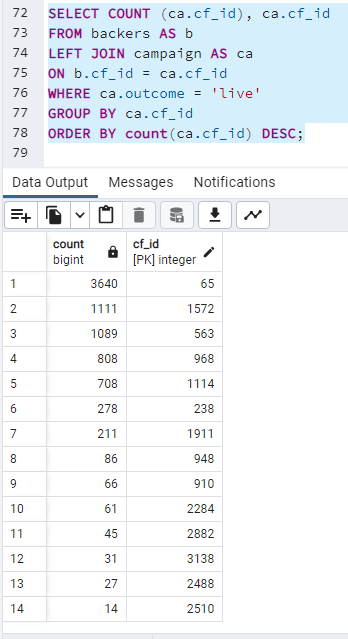 72 SELECT COUNT (ca.cf_id), ca.cf_id
73 FROM backers AS b
74 LEFT JOIN campaign AS ca
75 ON b.cf_id = ca.cf_id
76 WHERE ca.outcome = 'live'
77 GROUP BY ca.cf_id
78 ORDER BY count(ca.cf_id) DESC;
79
Data Output Messages Notifications
count cf_id
bigint [PK] integer
1 3640 65
2 1111 1572
3 1089 563
4 808 968
5 708 1114
6 278 238
7 211 1911
8 86 948
9 66 910
10 61 2284
11 45 2882
12 31 3138
13 27 2488
14 14 2510